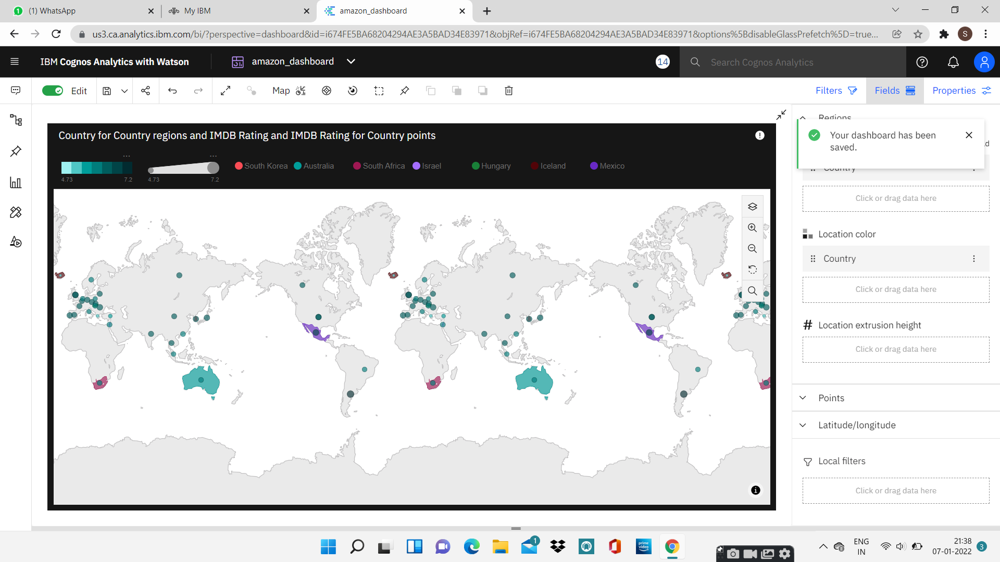 (1) WhatsApp
My IBM
amazon_dashboard
us3.ca.analytics.ibm.com/bi/?perspective=dashboard&id=i674FE5BA68204294AE3A5BAD34E83971&objRef=i674FE5BA68204294AE3A5BAD34E83971&options%5BdisableGlassPrefetch%5D=true...
S
IBM Cognos Analytics with Watson
amazon_dashboard
14
Search Cognos Analytics
Edit
Map
Filters
Fields
Properties
Country for Country regions and IMDB Rating and IMDB Rating for Country points
4.73
7.2
4.73
7.2
South Korea
Australia
South Africa
Israel
Hungary
Iceland
Mexico
Regions
Your dashboard has been
saved.
Country
Click or drag data here
Location color
Country
Click or drag data here
# Location extrusion height
Click or drag data here
Points
Latitude/longitude
Local filters
Click or drag data here
1
prime
video
ENG
IN
21:38
07-01-2022
3